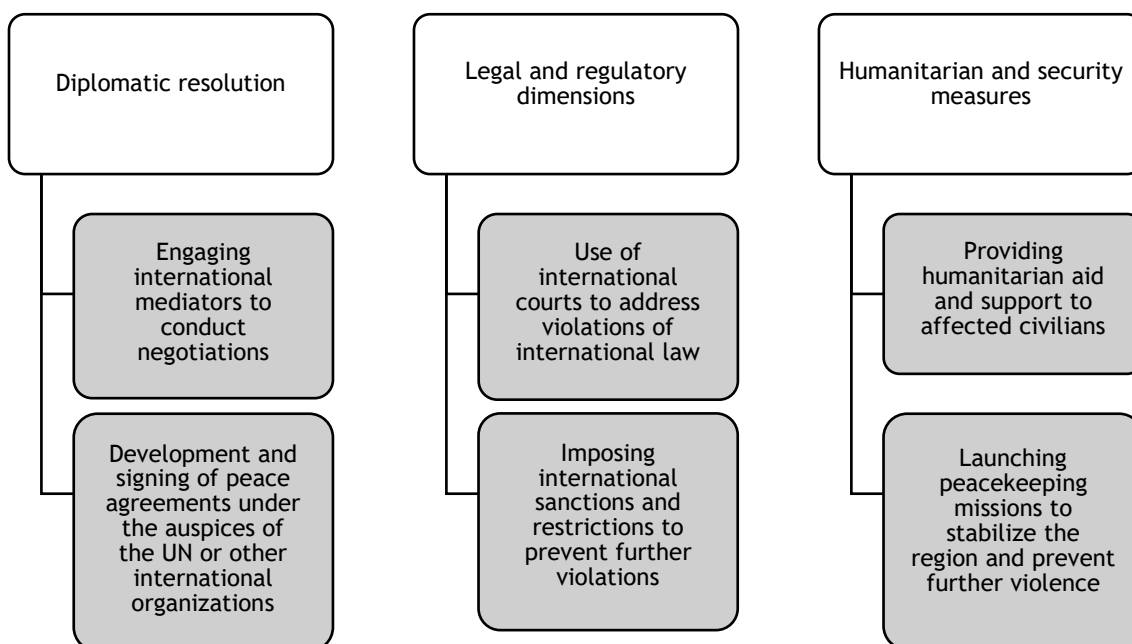 Diplomatic resolution
Engaging
international
mediators to
conduct
negotiations
Development and
signing of peace
agreements under
the auspices of
the UN or other
international
organizations
Legal and regulatory
dimensions
Use of
international
courts to address
violations of
international law
Imposing
international
sanctions and
restrictions to
prevent further
violations
Humanitarian and security
measures
Providing
humanitarian aid
and support to
affected civilians
Launching
peacekeeping
missions to
stabilize the
region and prevent
further violence